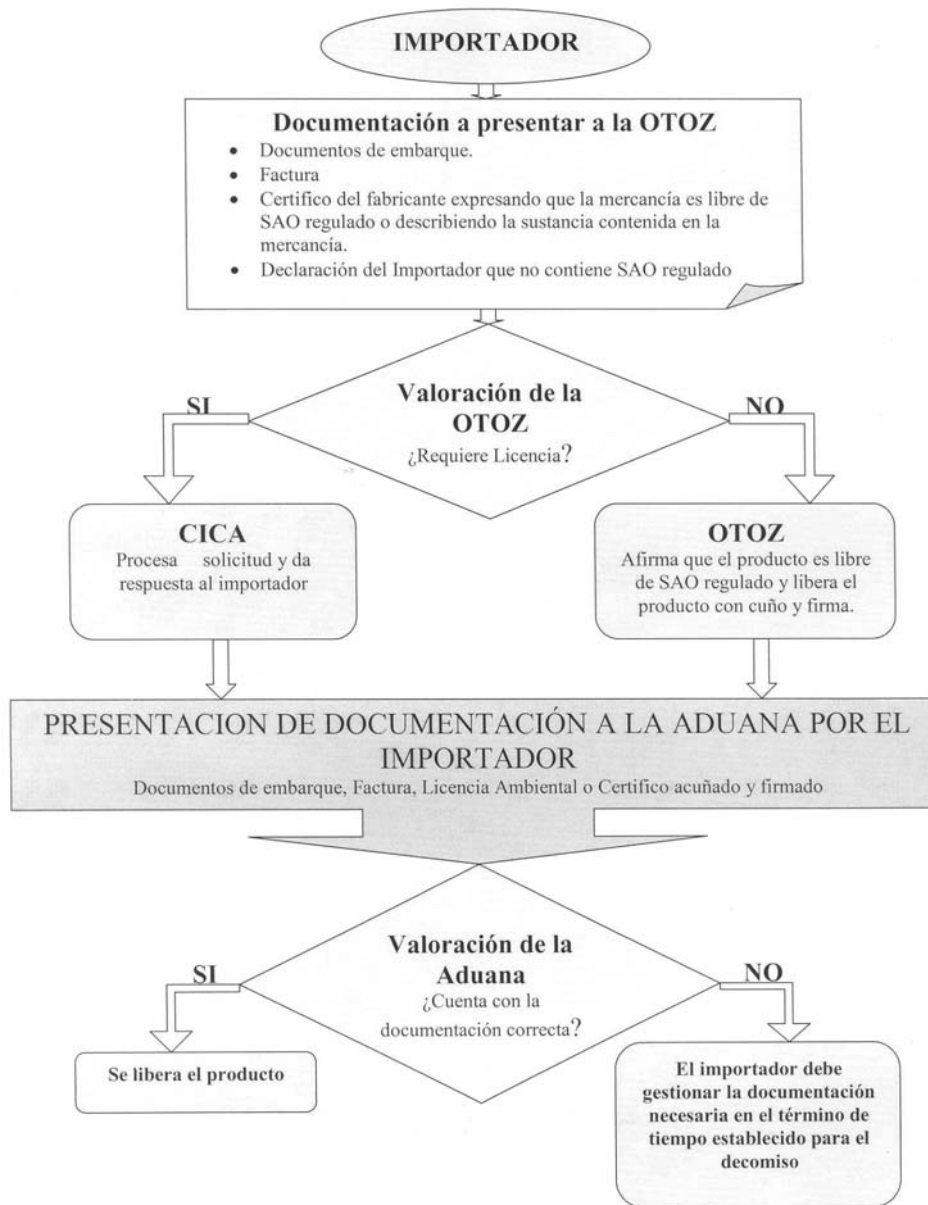 IMPORTADOR
Documentación a presentar a la OTOZ
• Documentos de embarque.
• Factura
• Certifico del fabricante expresando que la mercancía es libre de
SAO regulado o describiendo la sustancia contenida en la
mercancía.
• Declaración del Importador que no contiene SAO regulado
Valoración de la
OTOZ
¿Requiere Licencia?
SI
NO
CICA
Procesa solicitud y da
respuesta al importador
OTOZ
Afirma que el producto es libre
de SAO regulado y libera el
producto con cuño y firma.
PRESENTACION DE DOCUMENTACIÓN A LA ADUANA POR EL
IMPORTADOR
Documentos de embarque, Factura, Licencia Ambiental o Certifico acuñado y firmado
Valoración de la
Aduana
¿Cuenta con la
documentación correcta?
SI
NO
Se libera el producto
El importador debe
gestionar la documentación
necesaria en el término de
tiempo establecido para el
decomiso